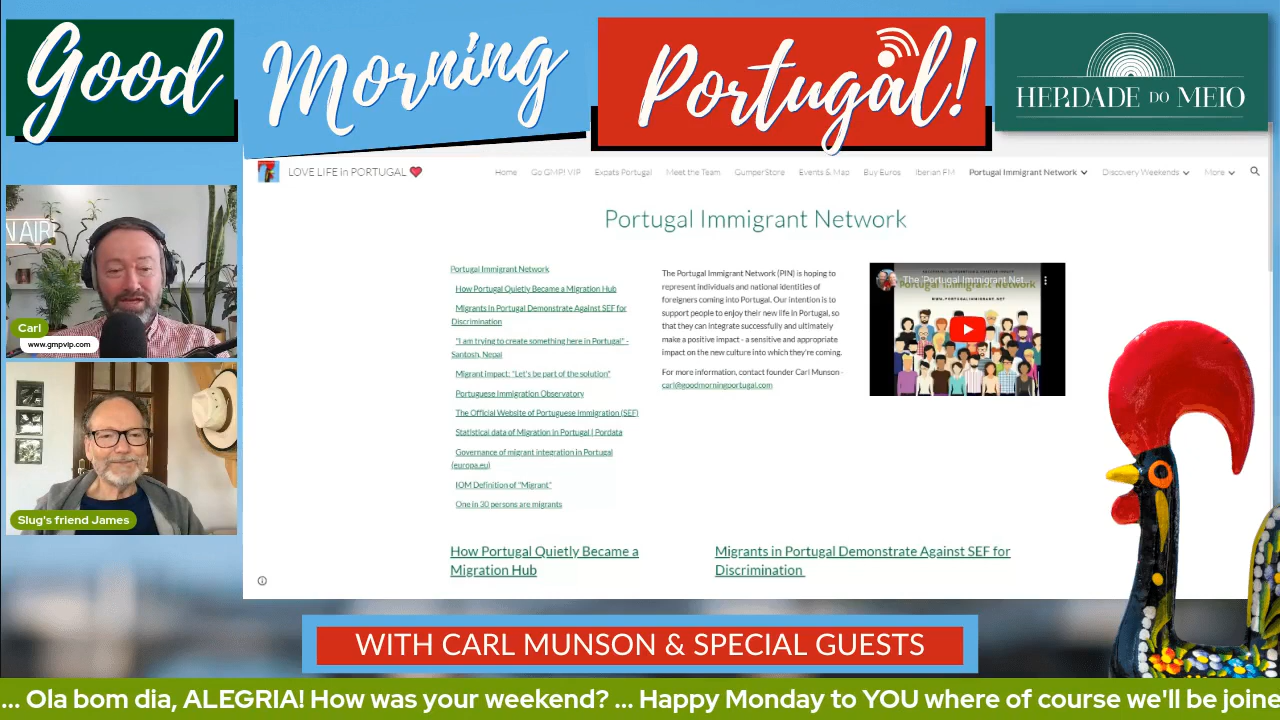 Good
Morning
Portugal!
HERDADE DO MEIO
LOVE LIFE in PORTUGAL
Home
Go GMP! VIP
Expats Portugal
Meet the Team
GumperStore
Events & Map
Buy Euros
Iberian FM
Portugal Immigrant Network
Discovery Weekends
More
Portugal Immigrant Network
Portugal Immigrant Network
How Portugal Quietly Became a Migration Hub
Migrants in Portugal Demonstrate Against SEF for
Discrimination
"I am trying to create something here in Portugal" -
Santosh, Nepal
Migrant Impact: "Let's be part of the solution"
Portuguese Immigration Observatory
The Official Website of Portuguese Immigration (SEF)
Statistical data of Migration in Portugal | Pordata
Governance of migrant integration in Portugal
(europa.eu)
IOM Definition of "Migrant"
One in 30 persons are migrants
The Portugal Immigrant Network (PIN) is hoping to
represent individuals and national identities of
foreigners coming into Portugal. Our intention is to
support people to enjoy their new life in Portugal, so
that they can integrate successfully and ultimately
make a positive impact - a sensitive and appropriate
impact on the new culture into which they're coming.
For more information, contact founder Carl Munson -
carl@goodmorningportugal.com
The 'Portugal Immigrant Net...
Portugal Immigrant Network
WWW.PORTUGALIMMIGRANT.NET
How Portugal Quietly Became a
Migration Hub
Migrants in Portugal Demonstrate Against SEF for
Discrimination
N AIR
Carl
www.gmpvip.com
Slug's friend James
WITH CARL MUNSON & SPECIAL GUESTS
... Ola bom dia, ALEGRIA! How was your weekend? ... Happy Monday to YOU where of course we'll be joine